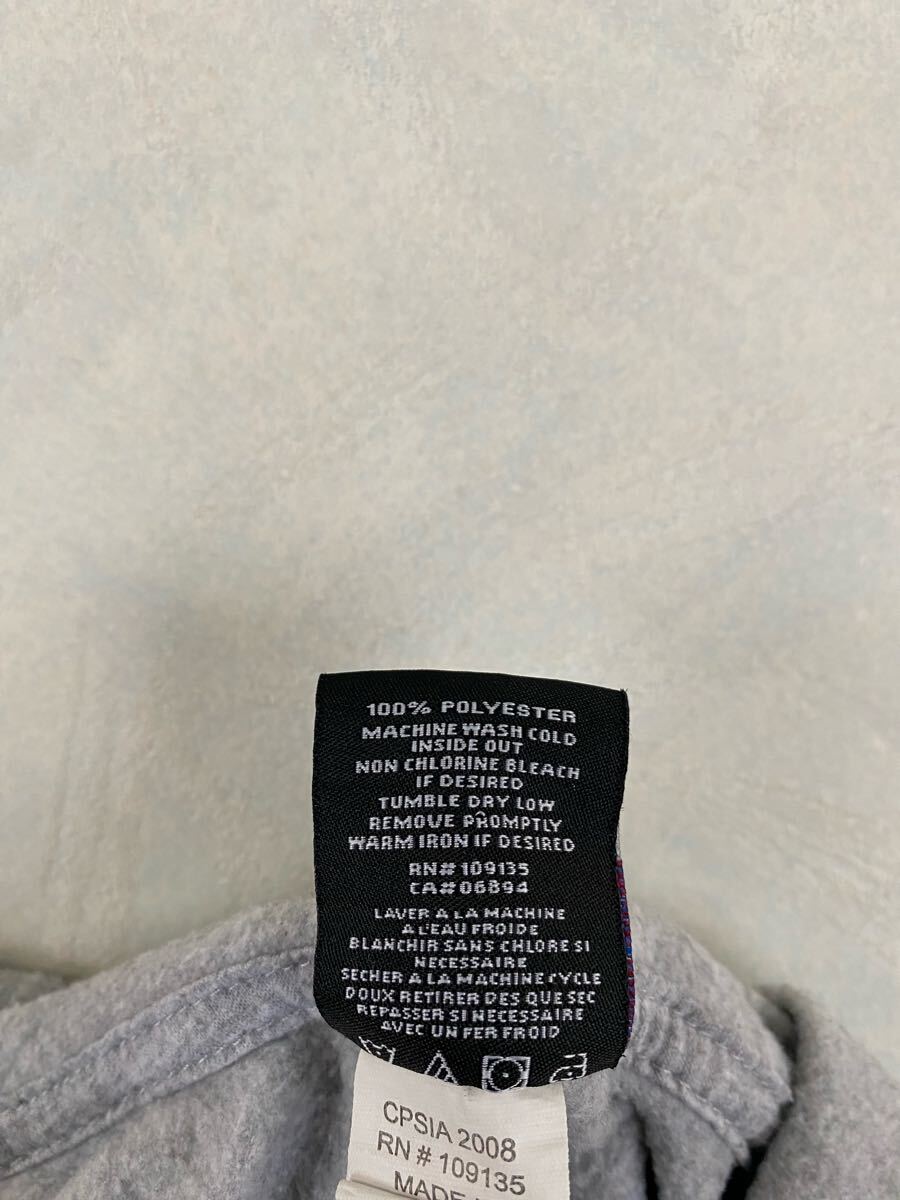 100% POLYESTER
MACHINE WASH COLD
INSIDE OUT
NON CHLORINE BLEACH
IF DESIRED
TUMBLE DRY LOW
REMOVE PROMPTLY
WARM IRON IF DESIRED
RN# 109135
CA# 06894
LAVER A LA MACHINE
A L'EAU FROIDE
BLANCHIR SANS CHLORE SI
NECESSAIRE
SECHER A LA MACHINE CYCLE
DOUX RETIRER DES QUE SEC
REPASSER SI NECESSAIRE
AVEC UN FER FROID
CPSIA 2008
RN # 109135
MADE